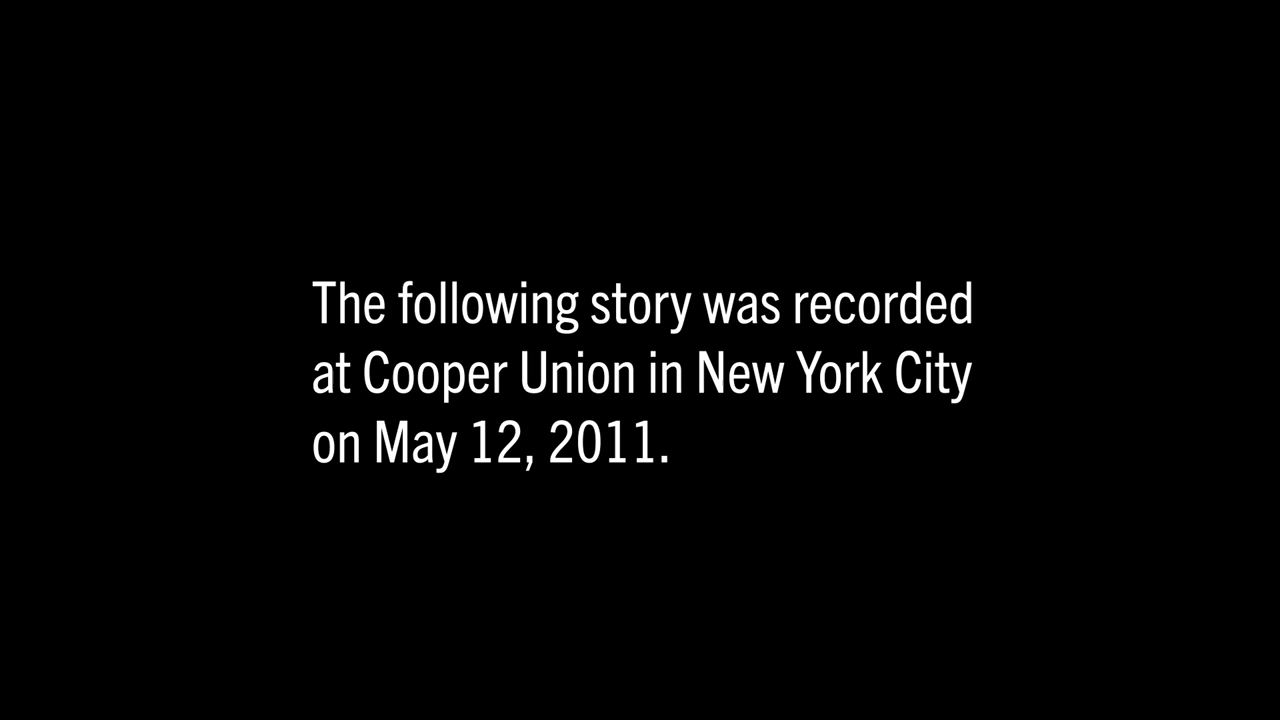 The following story was recorded
at Cooper Union in New York City
on May 12, 2011.